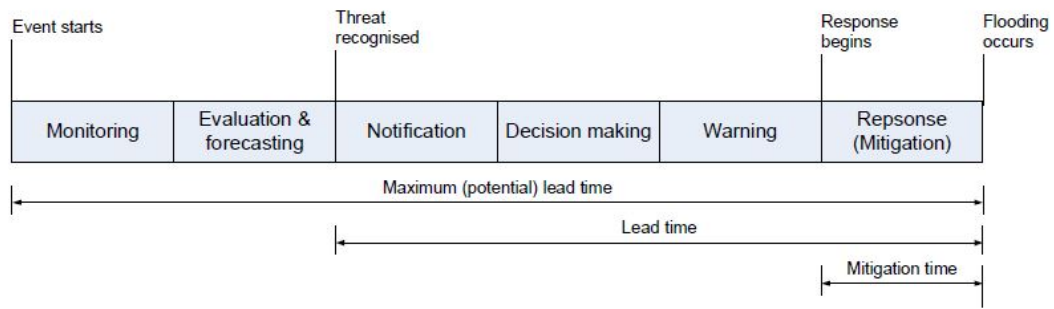 Event starts
Threat
recognised
Response
begins
Flooding
occurs
Monitoring
Evaluation &
forecasting
Notification
Decision making
Warning
Repsonse
(Mitigation)
Maximum (potential) lead time
Lead time
Mitigation time